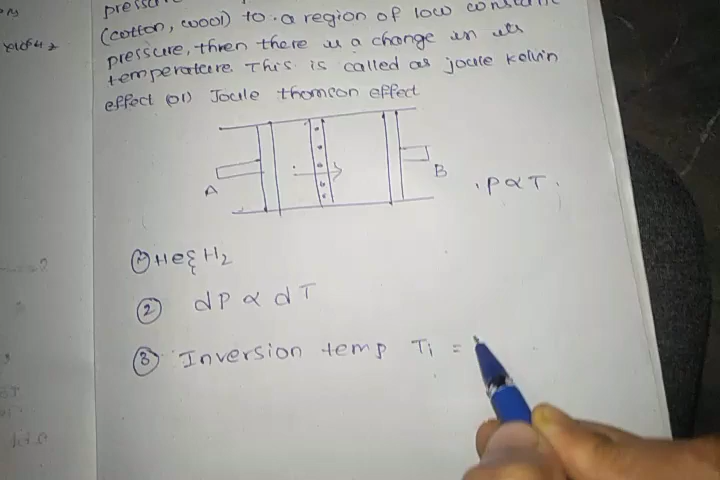 (cotton, wool) to a region of low constant
pressure, then there is a change in its
temperature. This is called as joule kelvin
effect (or) Joule thomson effect
A
B
P ∝ T
① He & H2
② dP ∝ dT
③ Inversion temp Ti =